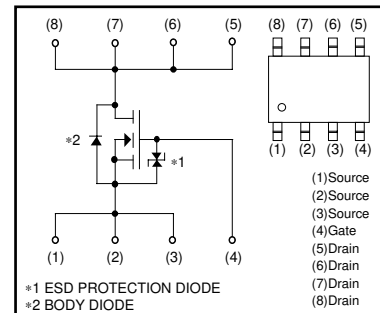 (8) (7) (6) (5)
(8) (7) (6) (5)
∗2
∗1
(1) (2) (3) (4)
(1) (2) (3) (4)
(1)Source
(2)Source
(3)Source
(4)Gate
(5)Drain
(6)Drain
(7)Drain
(8)Drain
∗1 ESD PROTECTION DIODE
∗2 BODY DIODE